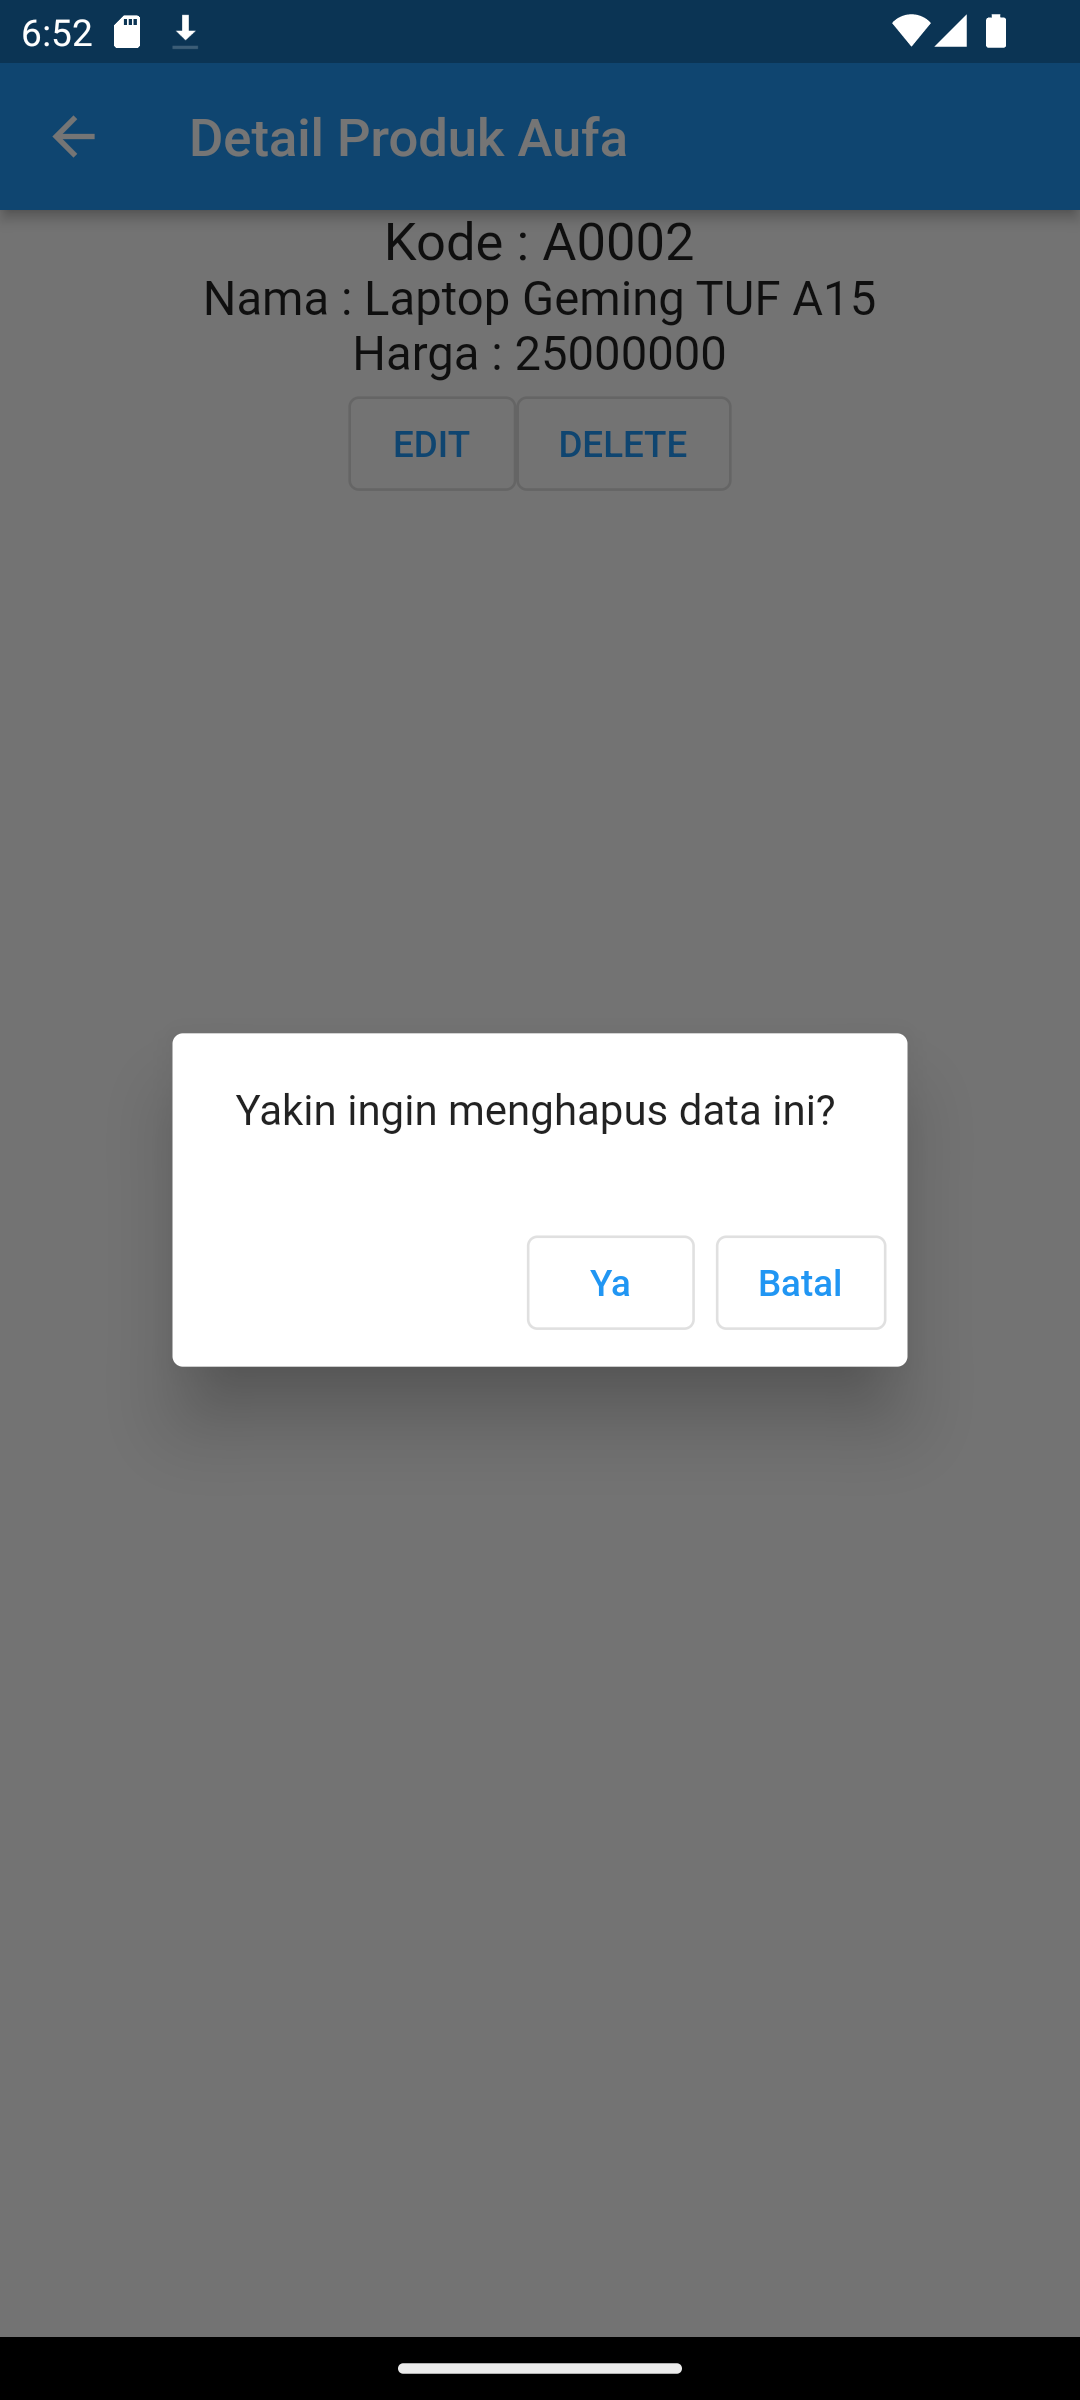 6:52
Detail Produk Aufa
Kode : A0002
Nama : Laptop Geming TUF A15
Harga : 25000000
EDIT DELETE
Yakin ingin menghapus data ini?
Ya Batal